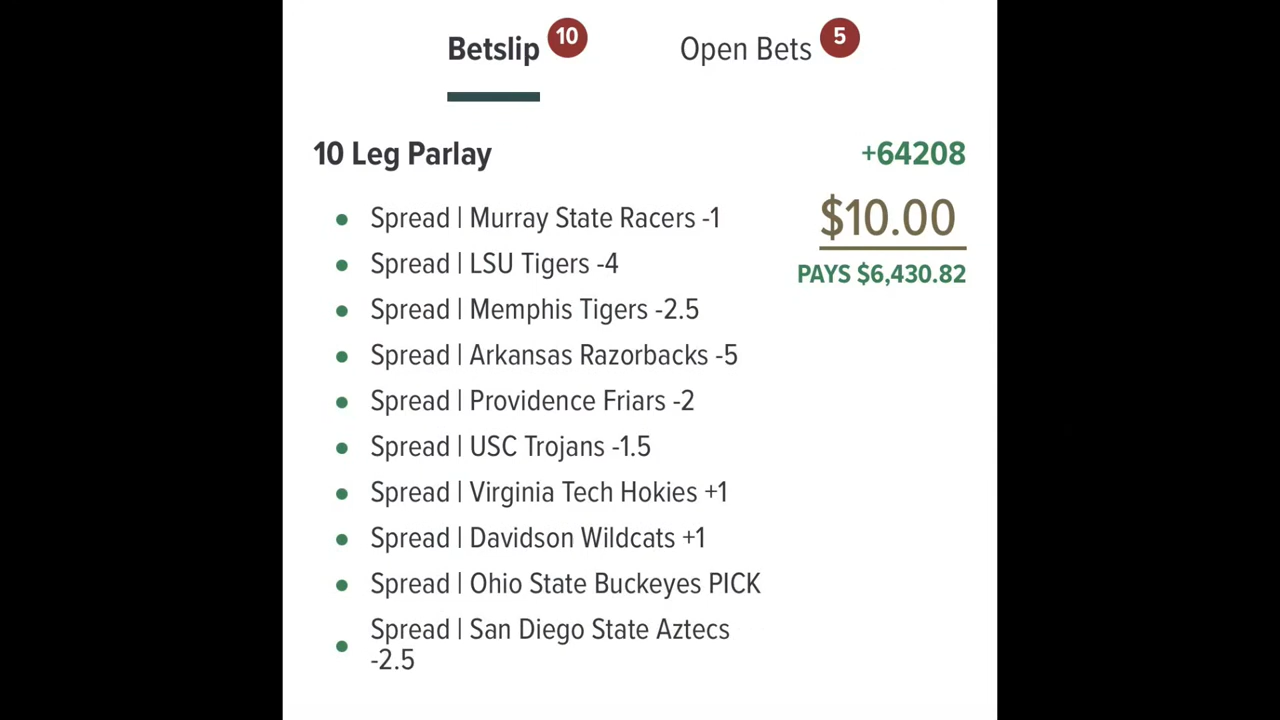 Betslip 10 Open Bets 5
10 Leg Parlay +64208
Spread | Murray State Racers -1 $10.00
Spread | LSU Tigers -4 PAYS $6,430.82
Spread | Memphis Tigers -2.5
Spread | Arkansas Razorbacks -5
Spread | Providence Friars -2
Spread | USC Trojans -1.5
Spread | Virginia Tech Hokies +1
Spread | Davidson Wildcats +1
Spread | Ohio State Buckeyes PICK
Spread | San Diego State Aztecs
-2.5